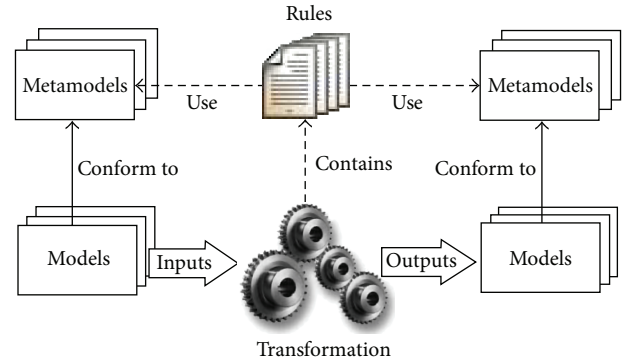 Rules
Metamodels
Metamodels
Use
Use
Conform to
Contains
Conform to
Models
Inputs
Outputs
Models
Transformation